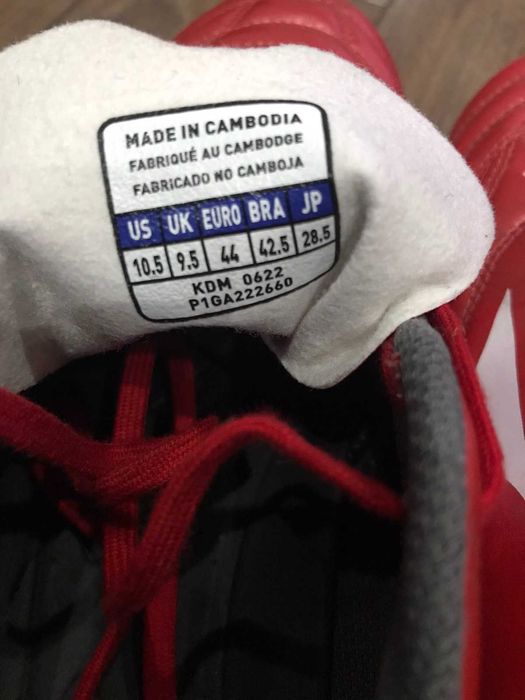 MADE IN CAMBODIA
FABRIQUÉ AU CAMBODGE
FABRICADO NO CAMBOJA
US UK EURO BRA JP
10.5 9.5 44 42.5 28.5
KDM 0622
P1GA222660